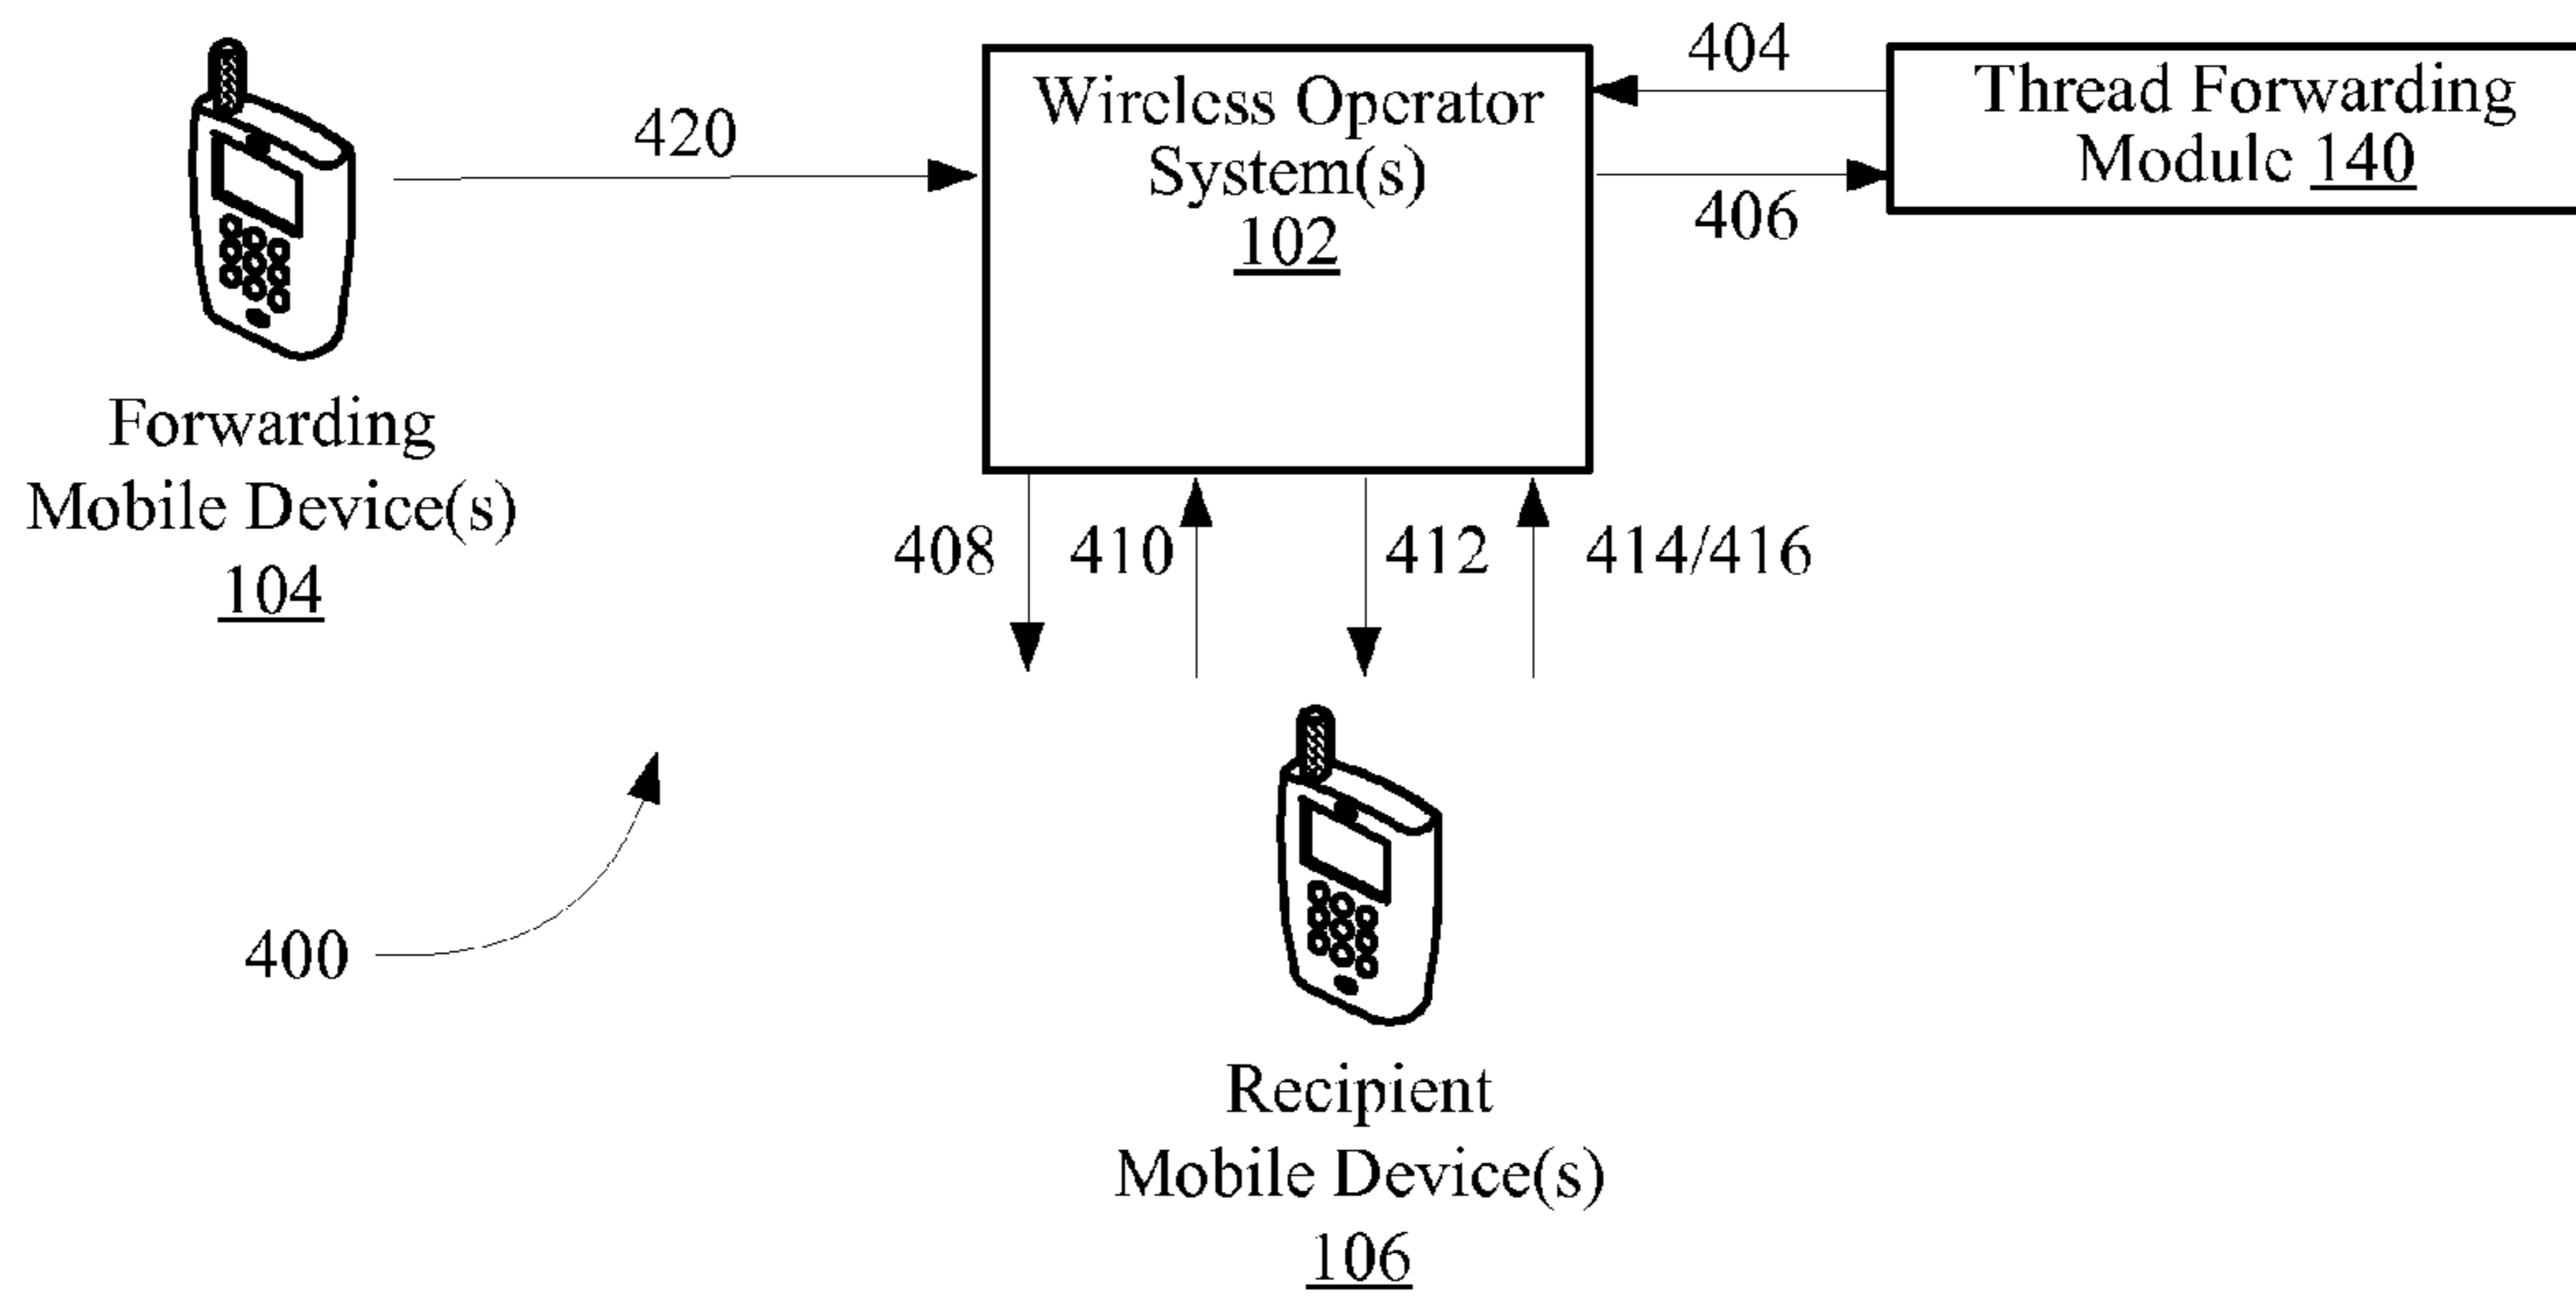 420
Wireless Operator
System(s)
102
404
Thread Forwarding
Module 140
406
Forwarding
Mobile Device(s)
104
408
410
412
414/416
400
Recipient
Mobile Device(s)
106